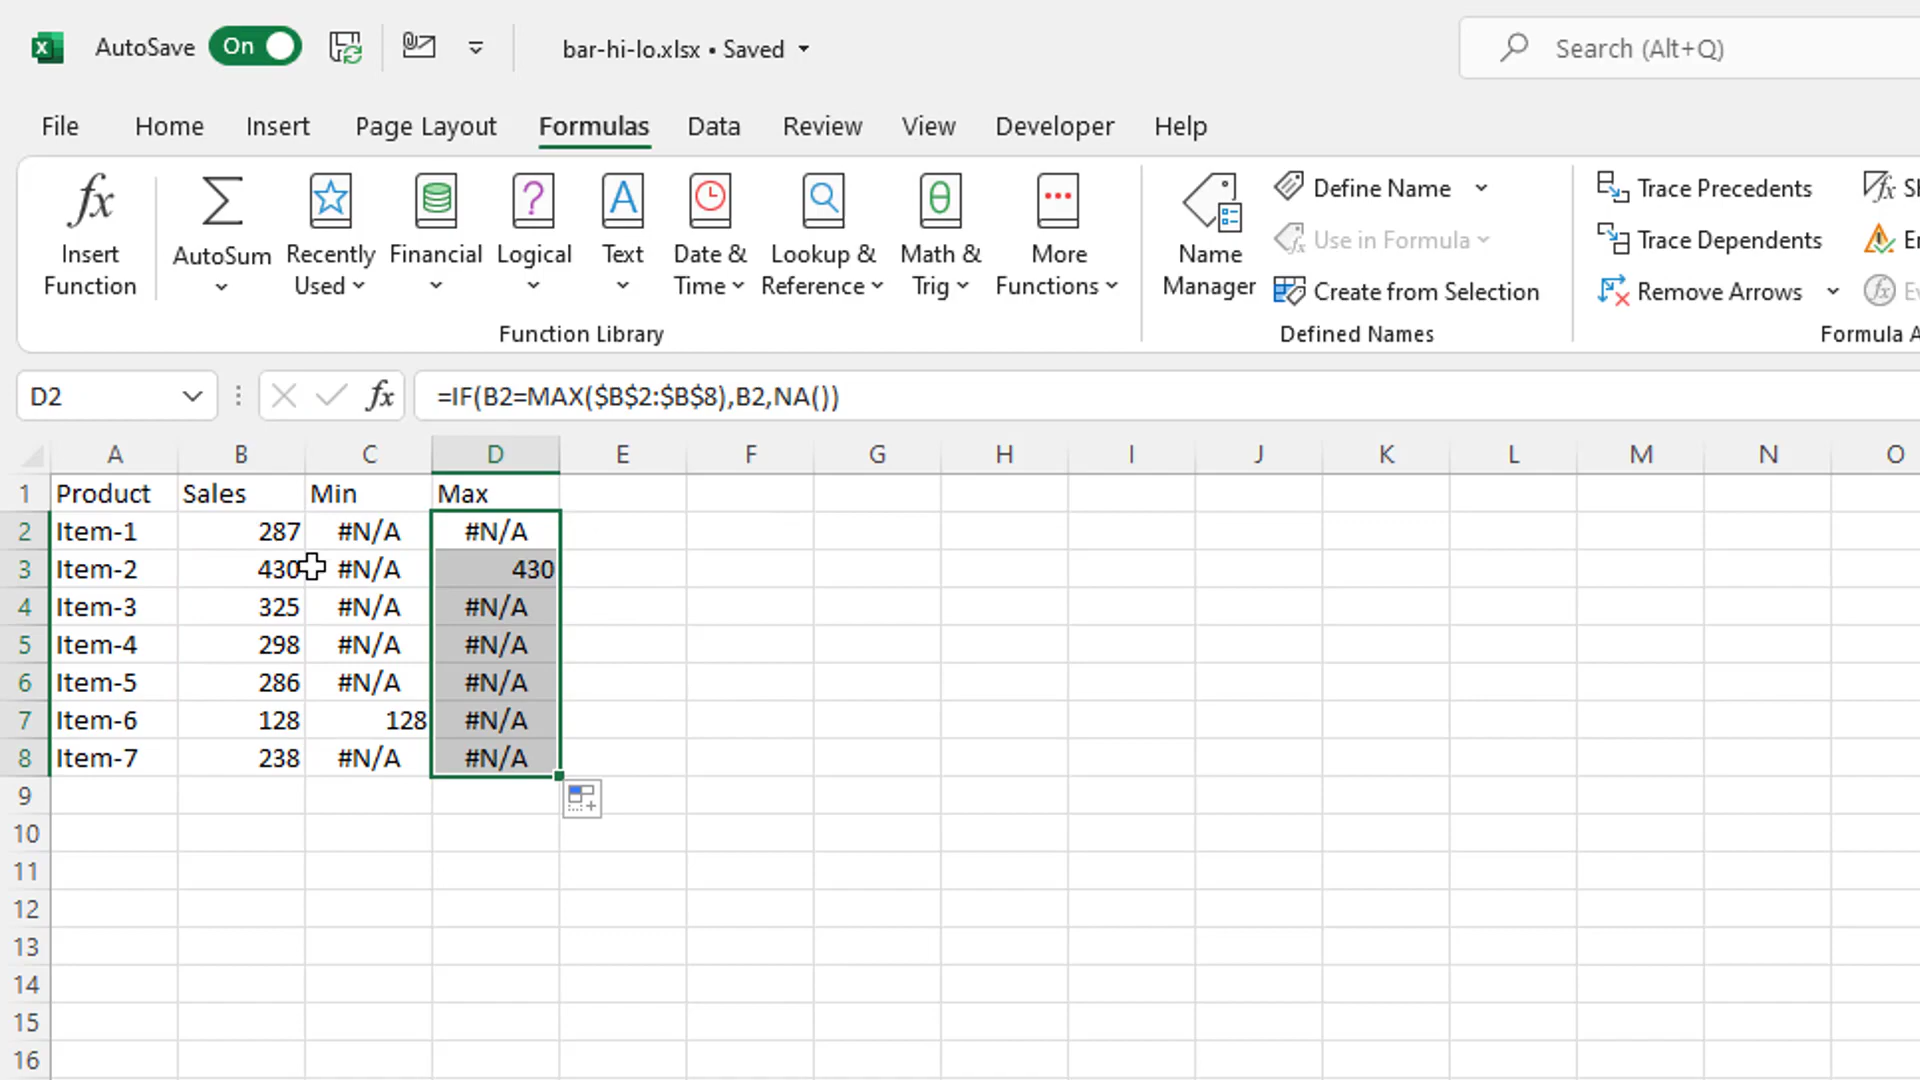 AutoSave On bar-hi-lo.xlsx • Saved Search (Alt+Q)
File Home Insert Page Layout Formulas Data Review View Developer Help
Insert Function
AutoSum
Recently Used
Financial
Logical
Text
Date & Time
Lookup & Reference
Math & Trig
More Functions
Function Library
Name Manager
Define Name
Use in Formula
Create from Selection
Defined Names
Trace Precedents
Trace Dependents
Remove Arrows
Formula A
D2 fx =IF(B2=MAX($B$2:$B$8),B2,NA())
A B C D E F G H I J K L M N O
1 Product Sales Min Max
2 Item-1 287 #N/A #N/A
3 Item-2 430 #N/A 430
4 Item-3 325 #N/A #N/A
5 Item-4 298 #N/A #N/A
6 Item-5 286 #N/A #N/A
7 Item-6 128 128 #N/A
8 Item-7 238 #N/A #N/A
9
10
11
12
13
14
15
16